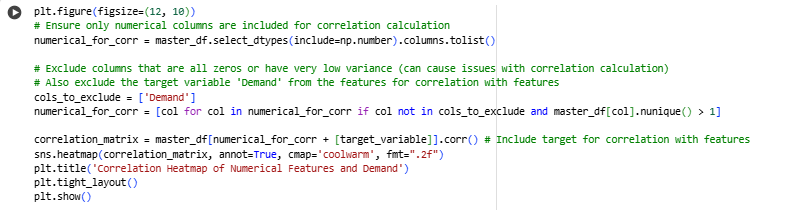 plt.figure(figsize=(12, 10))
# Ensure only numerical columns are included for correlation calculation
numerical_for_corr = master_df.select_dtypes(include=np.number).columns.tolist()

# Exclude columns that are all zeros or have very low variance (can cause issues with correlation calculation)
# Also exclude the target variable 'Demand' from the features for correlation with features
cols_to_exclude = ['Demand']
numerical_for_corr = [col for col in numerical_for_corr if col not in cols_to_exclude and master_df[col].nunique() > 1]

correlation_matrix = master_df[numerical_for_corr + [target_variable]].corr() # Include target for correlation with features
sns.heatmap(correlation_matrix, annot=True, cmap='coolwarm', fmt=".2f")
plt.title('Correlation Heatmap of Numerical Features and Demand')
plt.tight_layout()
plt.show()